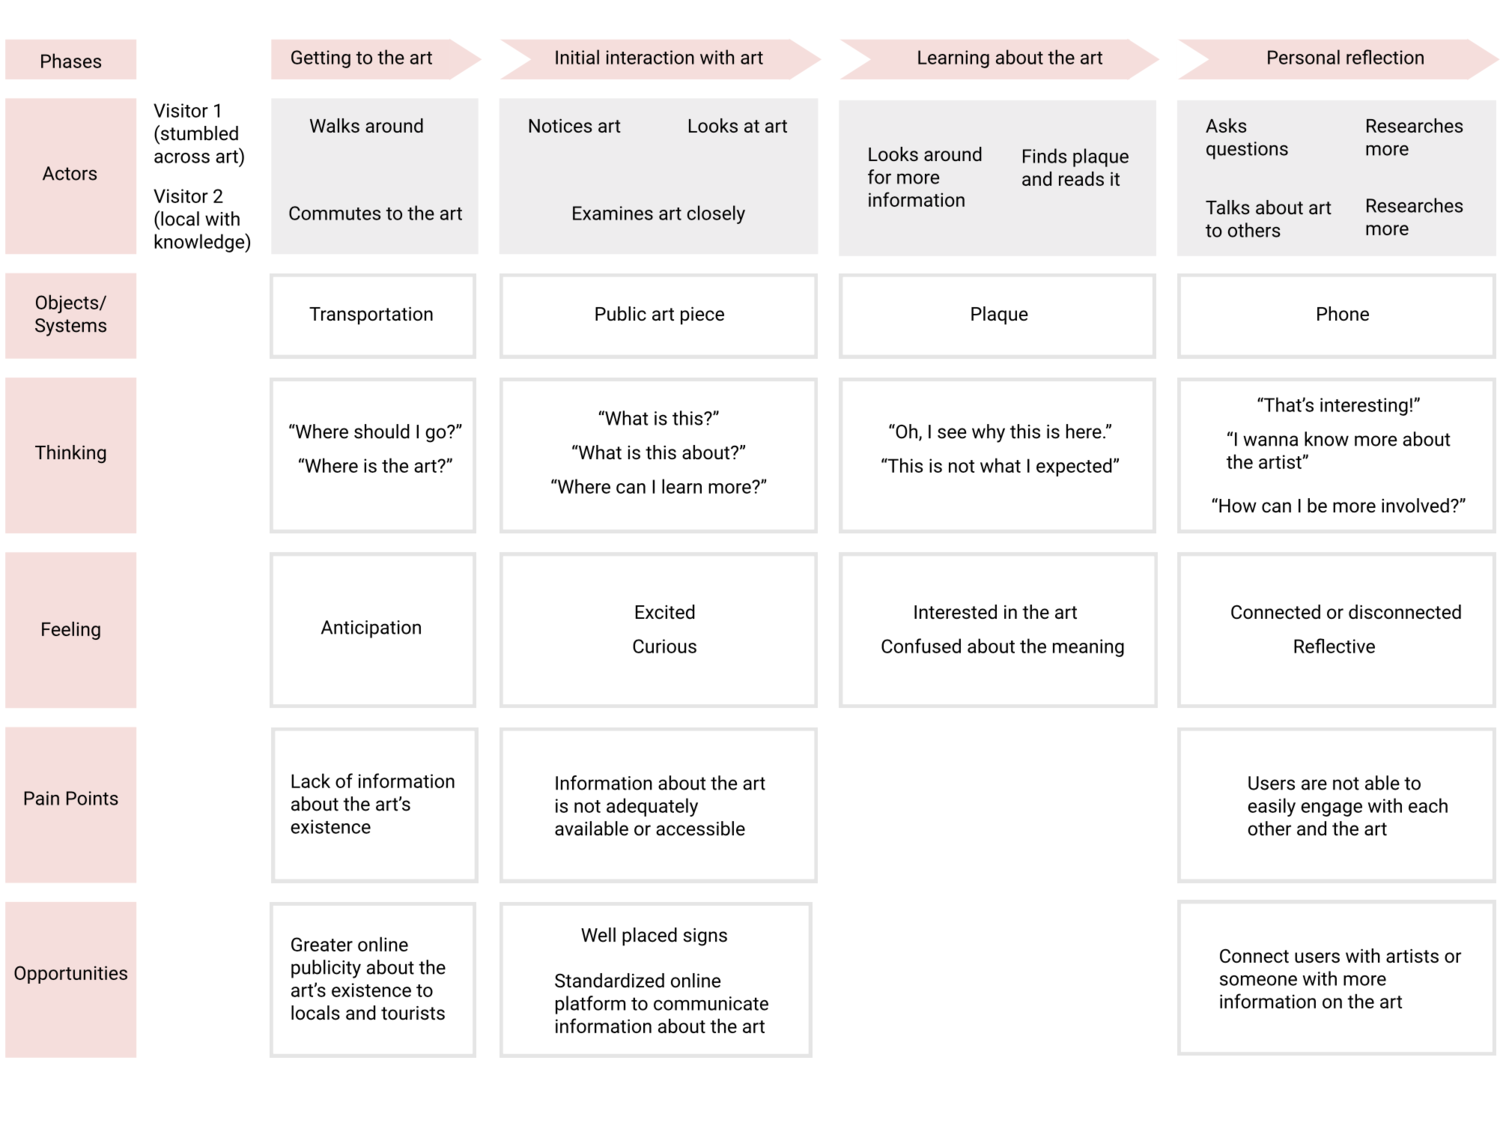 Phases
Getting to the art
Initial interaction with art
Learning about the art
Personal reflection
Actors
Visitor 1
(stumbled
across art)
Visitor 2
(local with
knowledge)
Walks around
Commutes to the art
Notices art
Looks at art
Examines art closely
Looks around
for more
information
Finds plaque
and reads it
Asks
questions
Researches
more
Talks about art
to others
Researches
more
Objects/
Systems
Transportation
Public art piece
Plaque
Phone
Thinking
“Where should I go?”
“Where is the art?”
“What is this?”
“What is this about?”
“Where can I learn more?”
“Oh, I see why this is here.”
“This is not what I expected”
“That’s interesting!”
“I wanna know more about
the artist”
“How can I be more involved?”
Feeling
Anticipation
Excited
Curious
Interested in the art
Confused about the meaning
Connected or disconnected
Reflective
Pain Points
Lack of information
about the art’s
existence
Information about the art
is not adequately
available or accessible
Users are not able to
easily engage with each
other and the art
Opportunities
Greater online
publicity about the
art’s existence to
locals and tourists
Well placed signs
Standardized online
platform to communicate
information about the art
Connect users with artists or
someone with more
information on the art